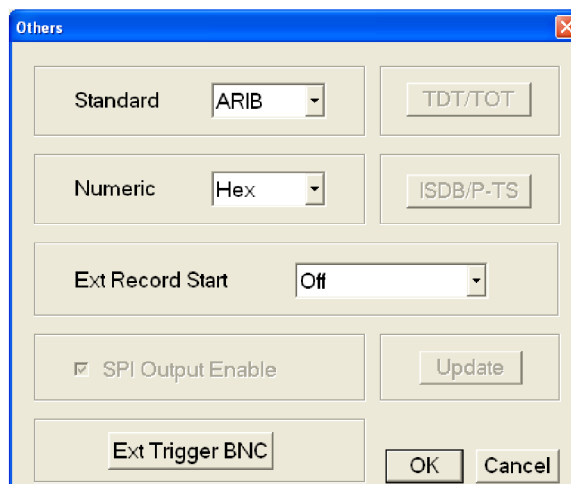 Others
Standard ARIB TDT/TOT
Numeric Hex ISDB/P-TS
Ext Record Start Off
SPI Output Enable Update
Ext Trigger BNC OK Cancel